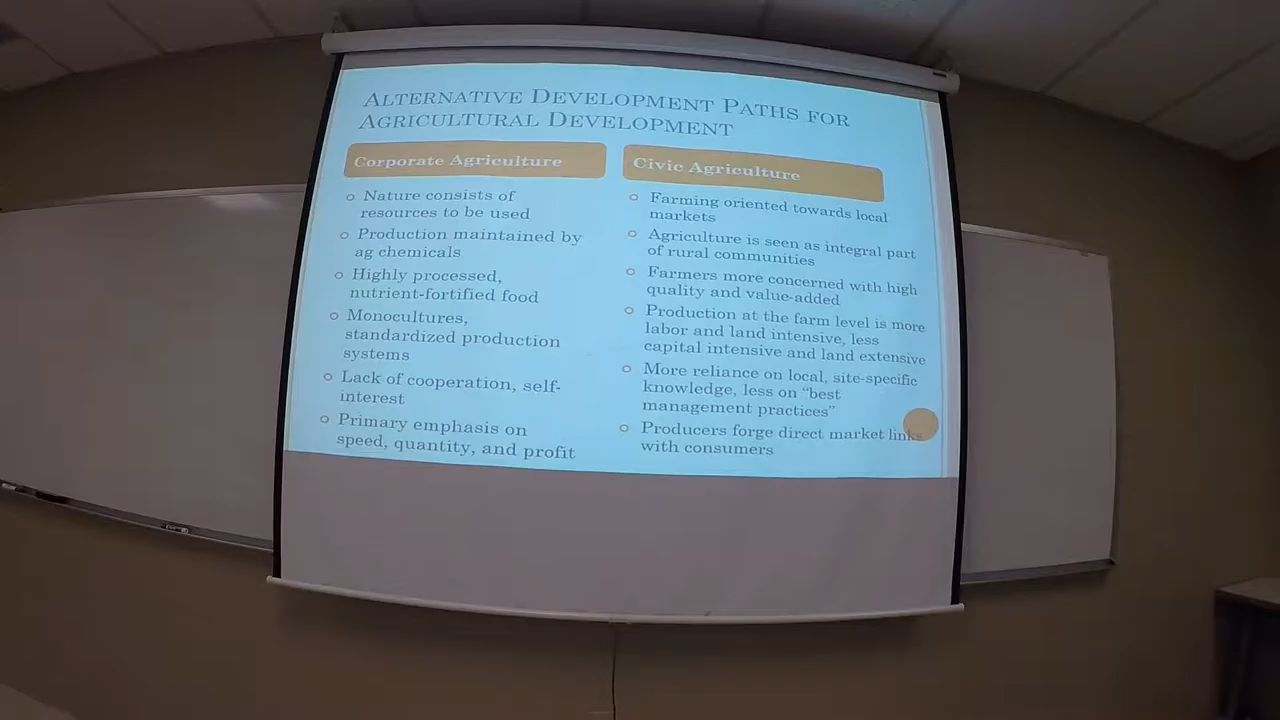 ALTERNATIVE DEVELOPMENT PATHS FOR
AGRICULTURAL DEVELOPMENT
Corporate Agriculture
Nature consists of
resources to be used
Production maintained by
ag chemicals
Highly processed,
nutrient-fortified food
Monocultures,
standardized production
systems
Lack of cooperation, self-
interest
Primary emphasis on
speed, quantity, and profit
Civic Agriculture
Farming oriented towards local
markets
Agriculture is seen as integral part
of rural communities
Farmers more concerned with high
quality and value-added
Production at the farm level is more
labor and land intensive, less
capital intensive and land extensive
More reliance on local, site-specific
knowledge, less on “best
management practices”
Producers forge direct market links
with consumers